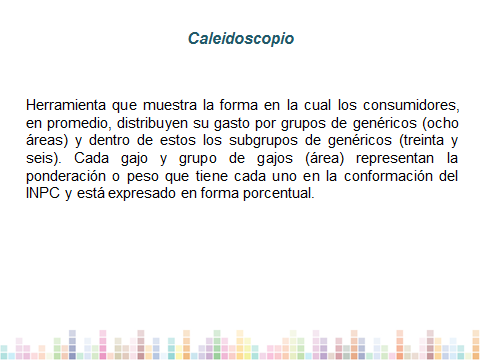 Caleidoscopio
Herramienta que muestra la forma en la cual los consumidores,
en promedio, distribuyen su gasto por grupos de genéricos (ocho
áreas) y dentro de estos los subgrupos de genéricos (treinta y
seis). Cada gajo y grupo de gajos (área) representan la
ponderación o peso que tiene cada uno en la conformación del
INPC y está expresado en forma porcentual.